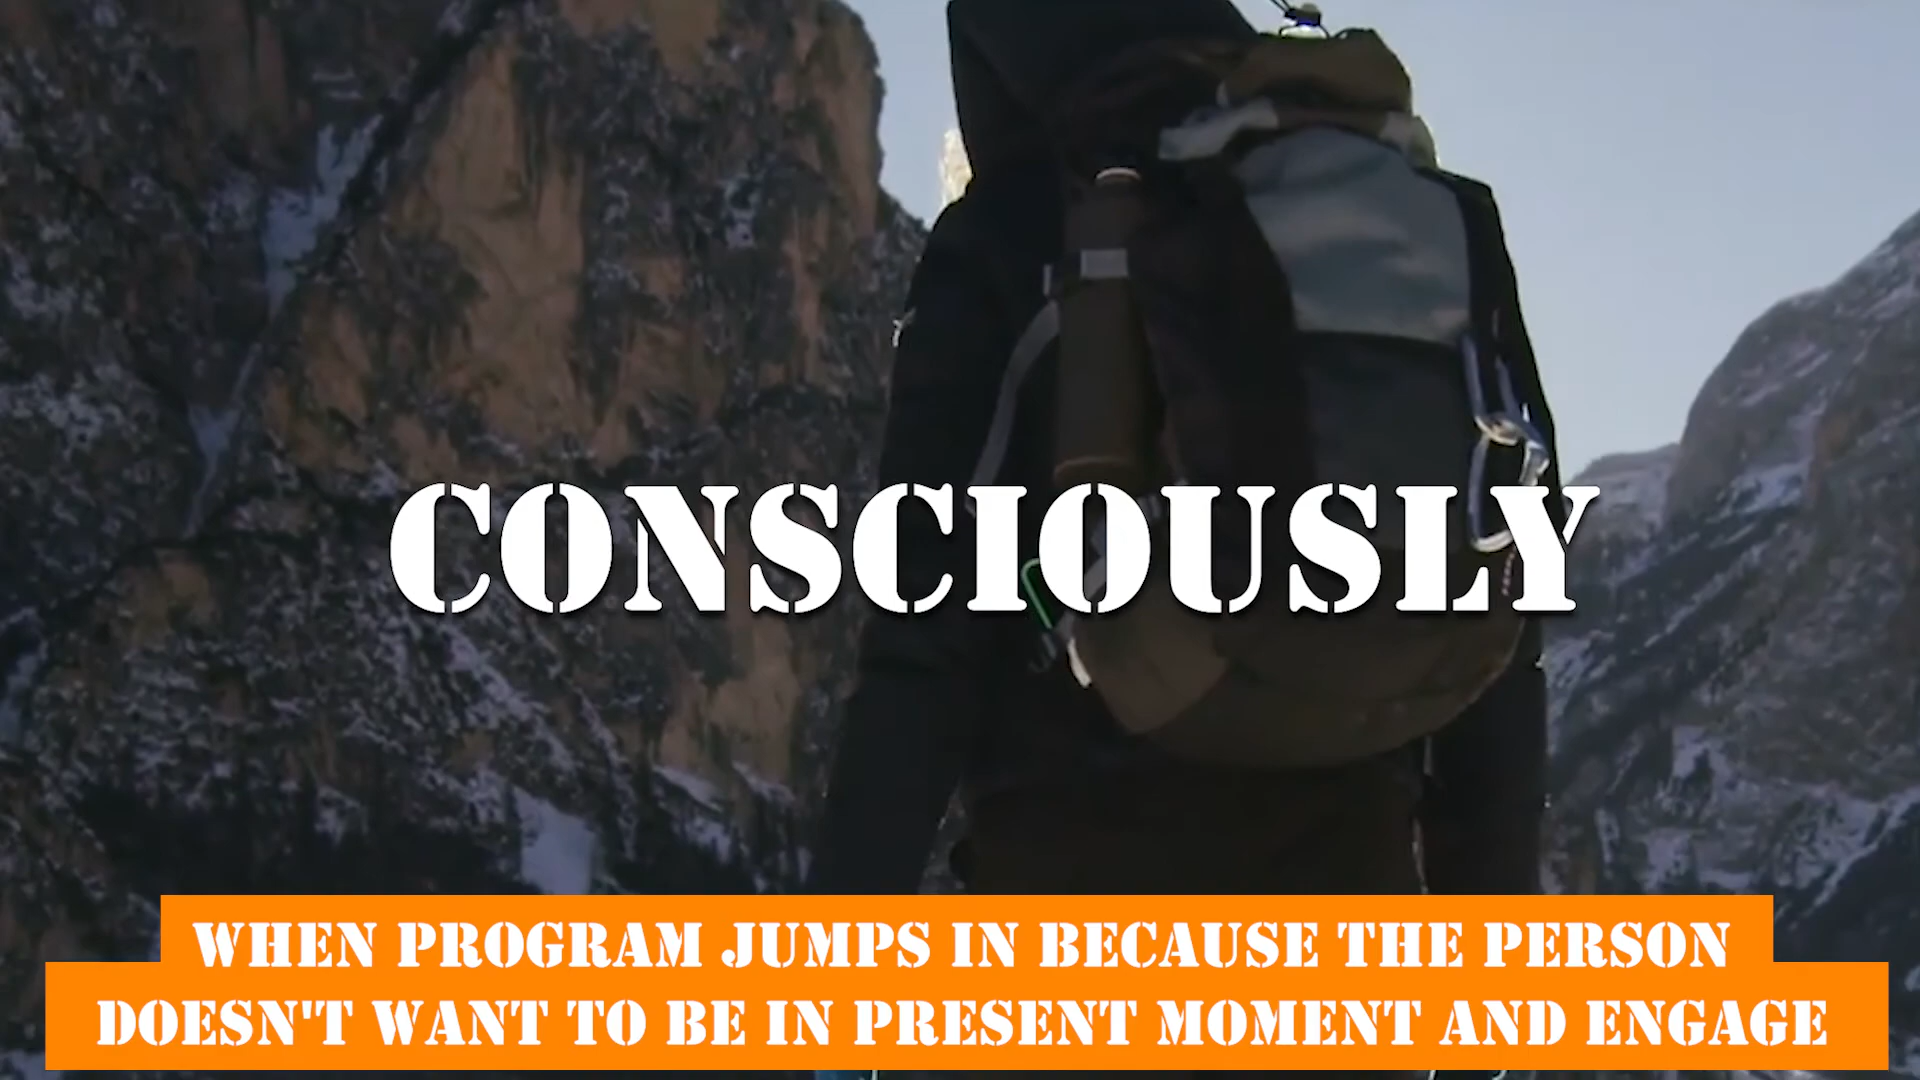 CONSCIOUSLY
WHEN PROGRAM JUMPS IN BECAUSE THE PERSON
DOESN'T WANT TO BE IN PRESENT MOMENT AND ENGAGE